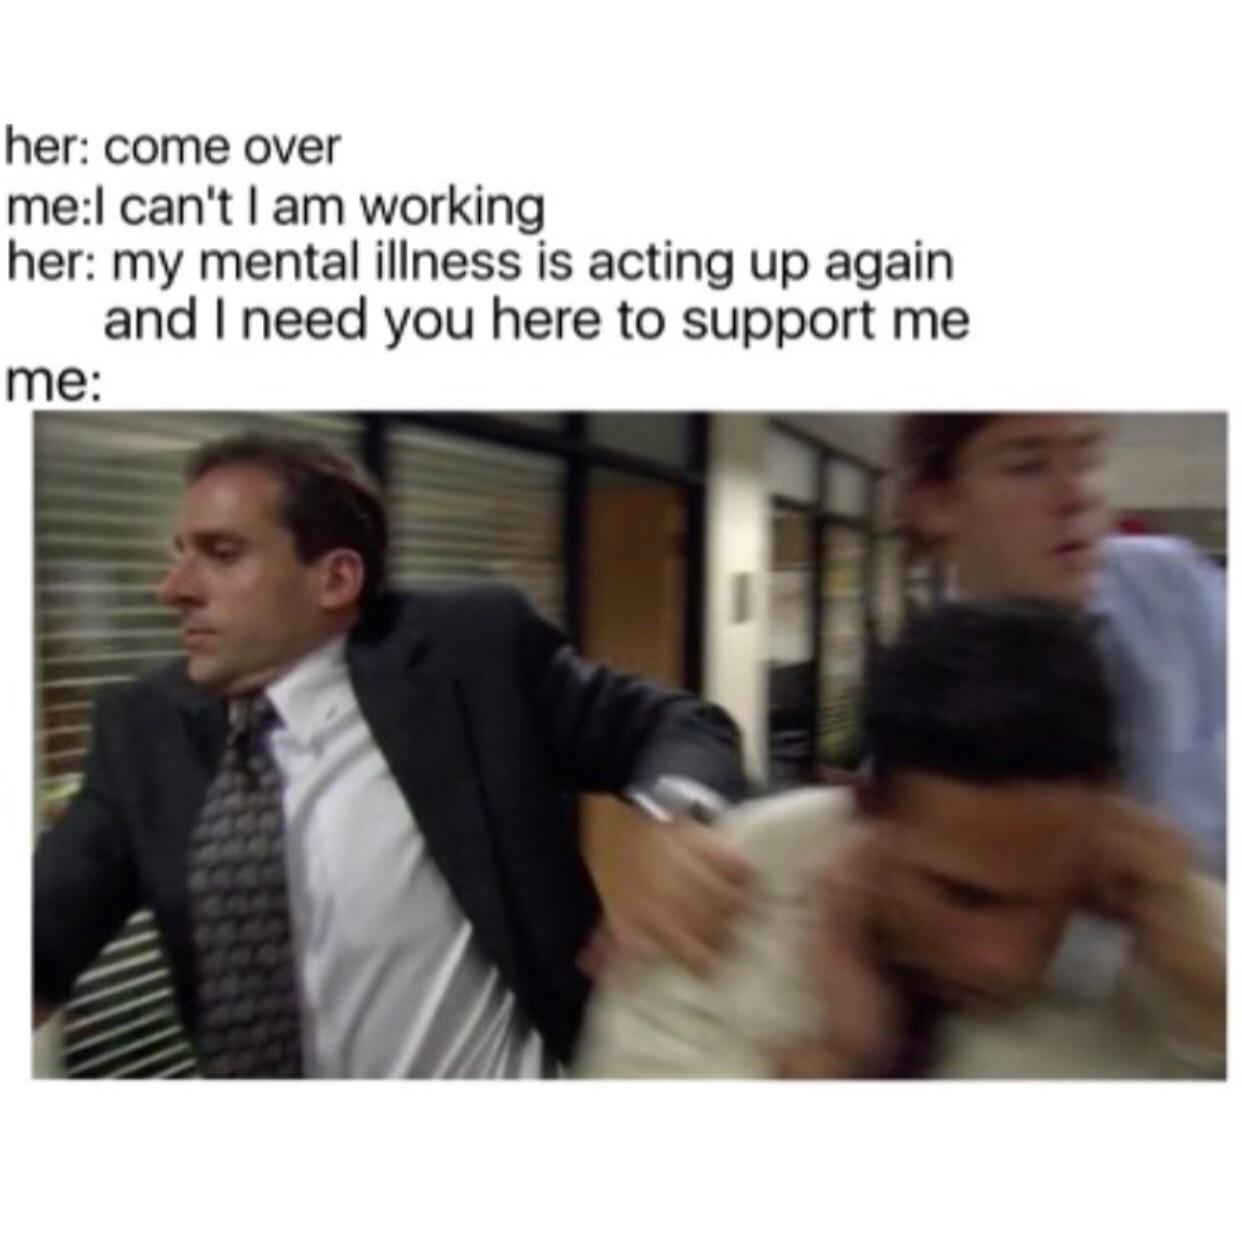 her: come over
me:I can't I am working
her: my mental illness is acting up again
and I need you here to support me
me: